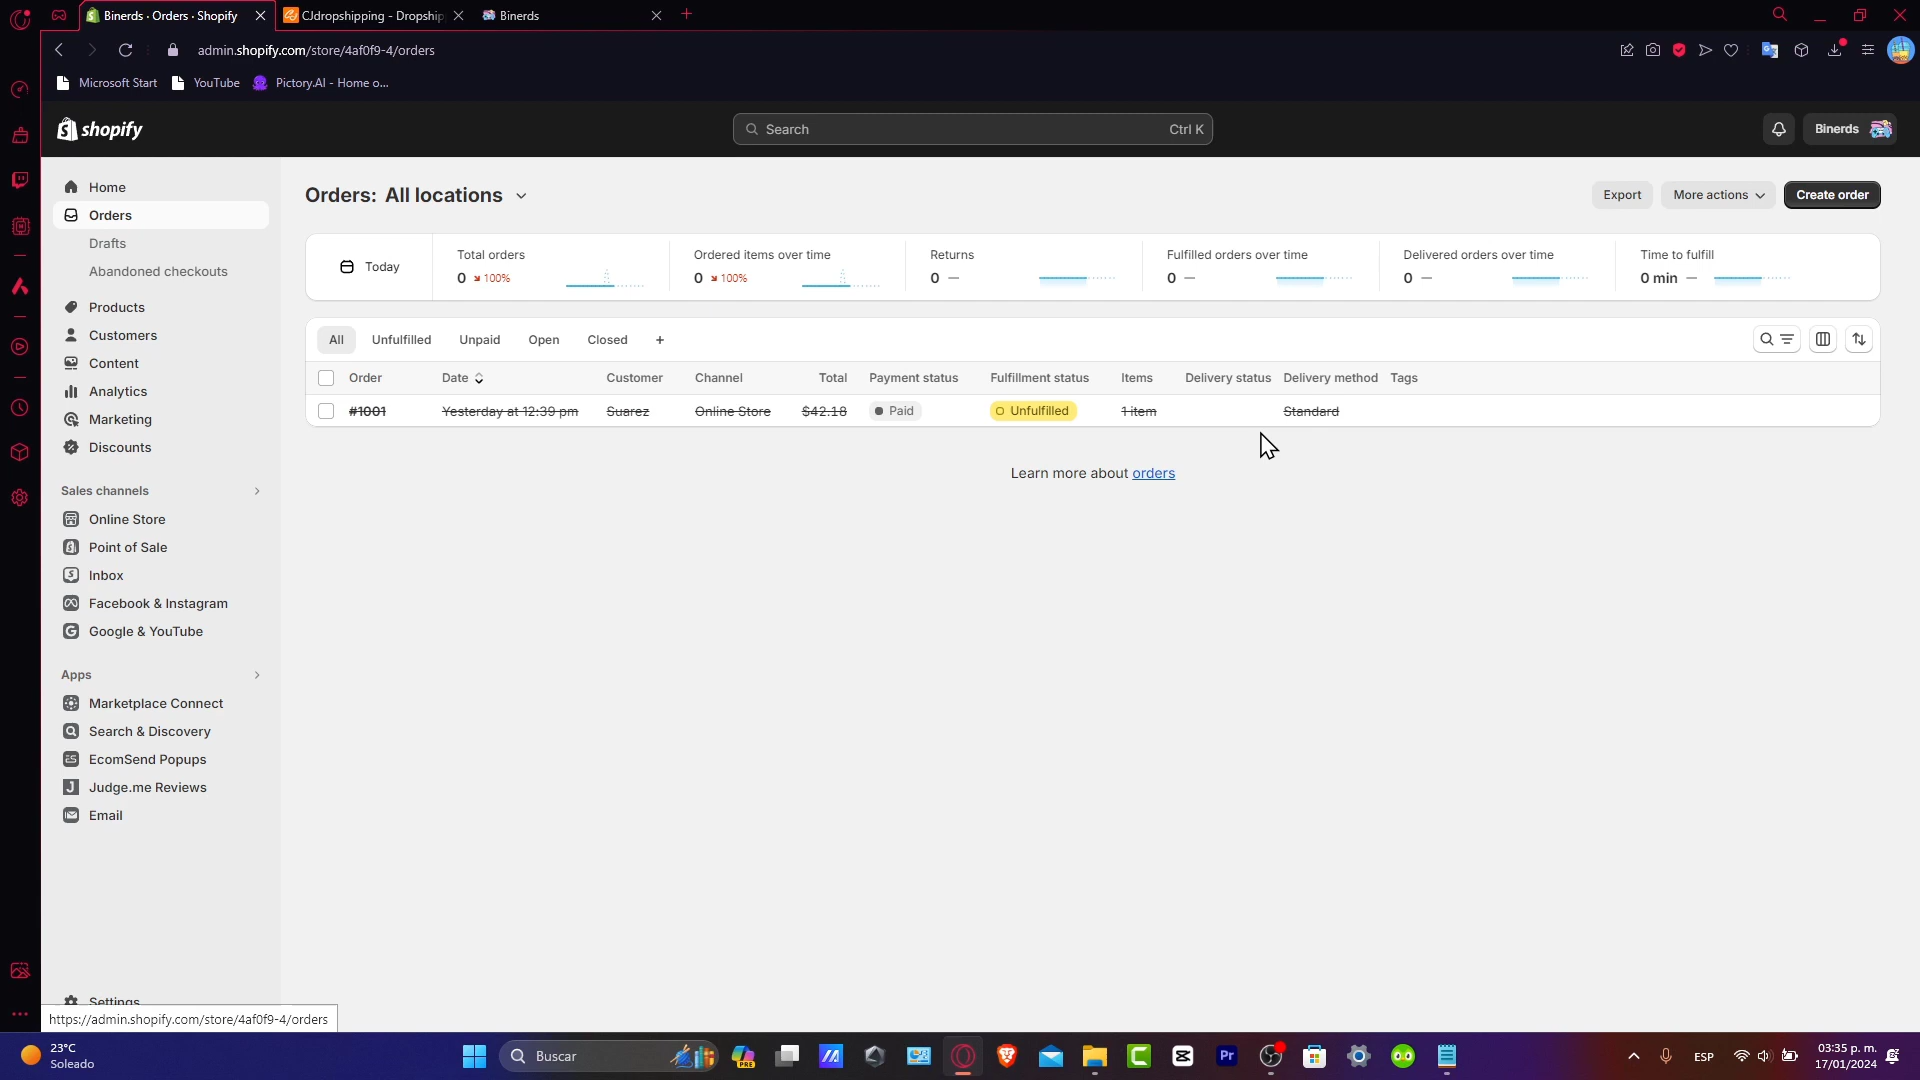 Binerds · Orders · Shopify
CJdropshipping - Dropship
Binerds
admin.shopify.com/store/4af0f9-4/orders
Microsoft Start
YouTube
Pictory.AI - Home o...
shopify
Search
Ctrl K
Binerds
Home
Orders
Drafts
Abandoned checkouts
Products
Customers
Content
Analytics
Marketing
Discounts
Sales channels
Online Store
Point of Sale
Inbox
Facebook & Instagram
Google & YouTube
Apps
Marketplace Connect
Search & Discovery
EcomSend Popups
Judge.me Reviews
Email
Settings
https://admin.shopify.com/store/4af0f9-4/orders
Orders: All locations
Export
More actions
Create order
Today
Total orders
0 100%
Ordered items over time
0 100%
Returns
0 —
Fulfilled orders over time
0 —
Delivered orders over time
0 —
Time to fulfill
0 min —
All Unfulfilled Unpaid Open Closed +
Order Date Customer Channel Total Payment status Fulfillment status Items Delivery status Delivery method Tags
#1001 Yesterday at 12:39 pm Suarez Online Store $42.18 Paid Unfulfilled 1 item Standard
Learn more about orders
23°C
Soleado
Buscar
PRE
Pr
ESP
03:35 p. m.
17/01/2024